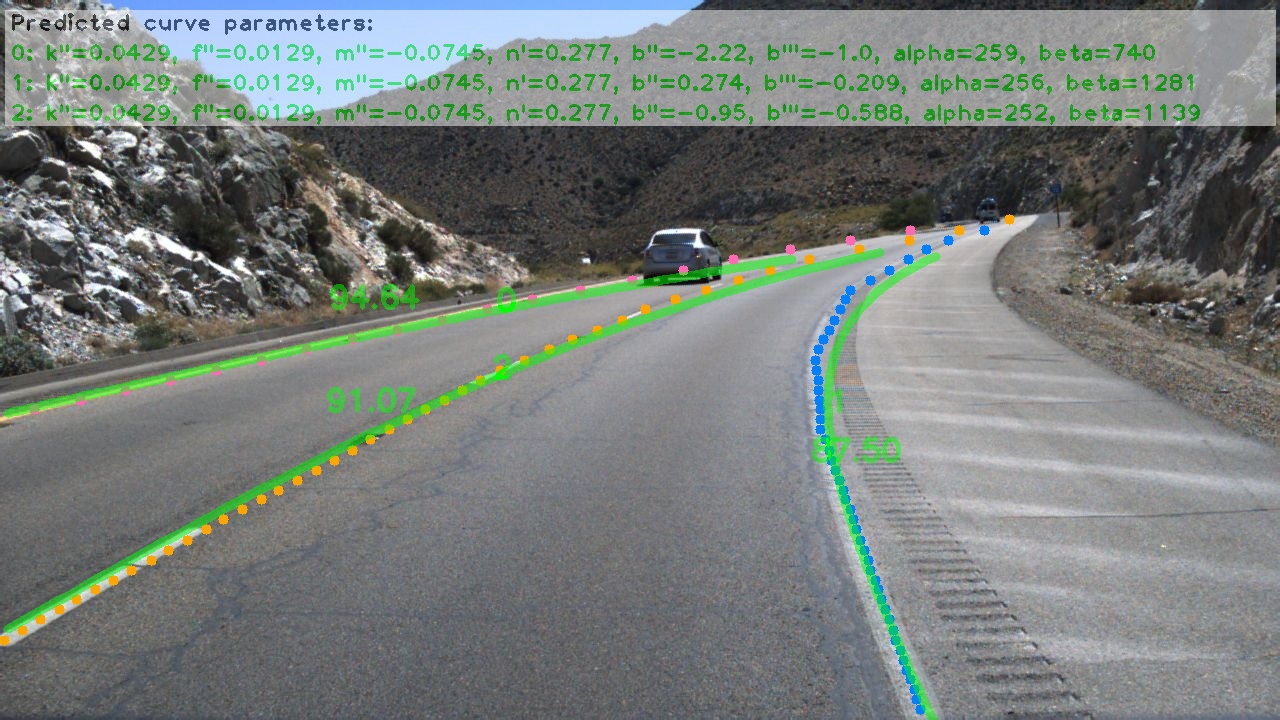 Predicted curve parameters:
0: k"=0.0429, f"=0.0129, m"=−0.0745, n'=0.277, b"=−2.22, b'''=−1.0, alpha=259, beta=740
1: k"=0.0429, f"=0.0129, m"=−0.0745, n'=0.277, b"=0.274, b'''=−0.209, alpha=256, beta=1281
2: k"=0.0429, f"=0.0129, m"=−0.0745, n'=0.277, b"=−0.95, b'''=−0.588, alpha=252, beta=1139
94.64 0
2
91.07
1
87.50